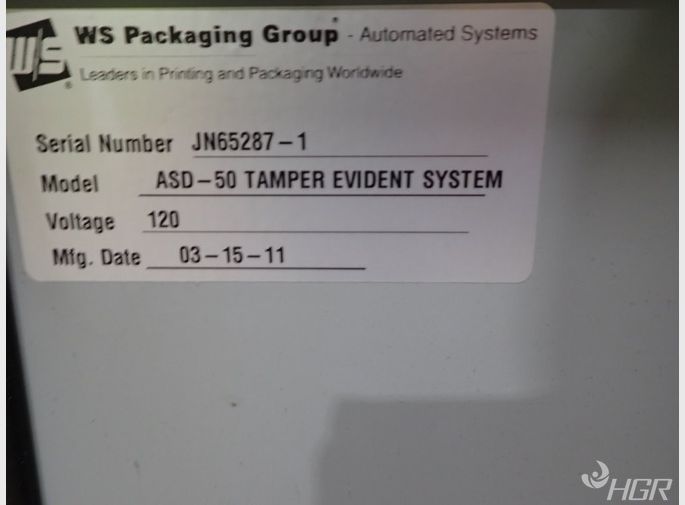 WS WS Packaging Group - Automated Systems
Leaders in Printing and Packaging Worldwide
®
Serial Number JN65287-1
Model ASD-50 TAMPER EVIDENT SYSTEM
Voltage 120
Mfg. Date 03-15-11
HGR